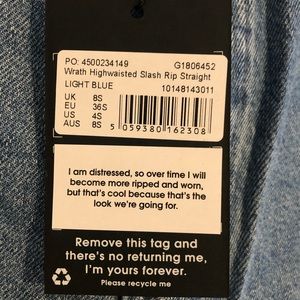 PO: 4500234149 G1806452
Wrath Highwaisted Slash Rip Straight
LIGHT BLUE 10148143011
UK 8S
EU 36S
US 4S
AUS 8S
5 059380 162308
I am distressed, so over time I will
become more ripped and worn,
but that's cool because that's the
look we're going for.
Remove this tag and
there's no returning me,
I'm yours forever.
Please recycle me